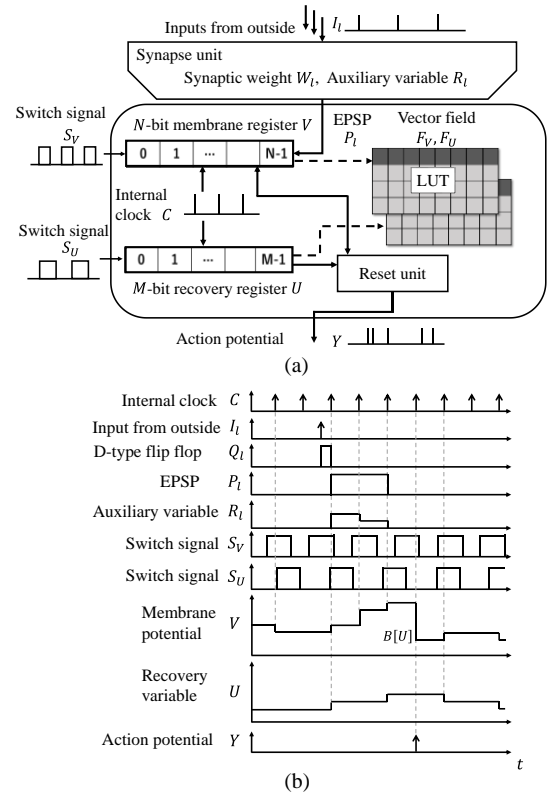 Inputs from outside I_l
Synapse unit
Synaptic weight W_l, Auxiliary variable R_l
Switch signal
S_V
N-bit membrane register V
EPSP
P_l
Vector field
F_V, F_U
0 1 ... N-1
LUT
Internal
clock C
Switch signal
S_U
0 1 ... M-1
M-bit recovery register U
Reset unit
Action potential Y
(a)
Internal clock C
Input from outside I_l
D-type flip flop Q_l
EPSP P_l
Auxiliary variable R_l
Switch signal S_V
Switch signal S_U
Membrane
potential V
B[U]
Recovery
variable U
Action potential Y
t
(b)